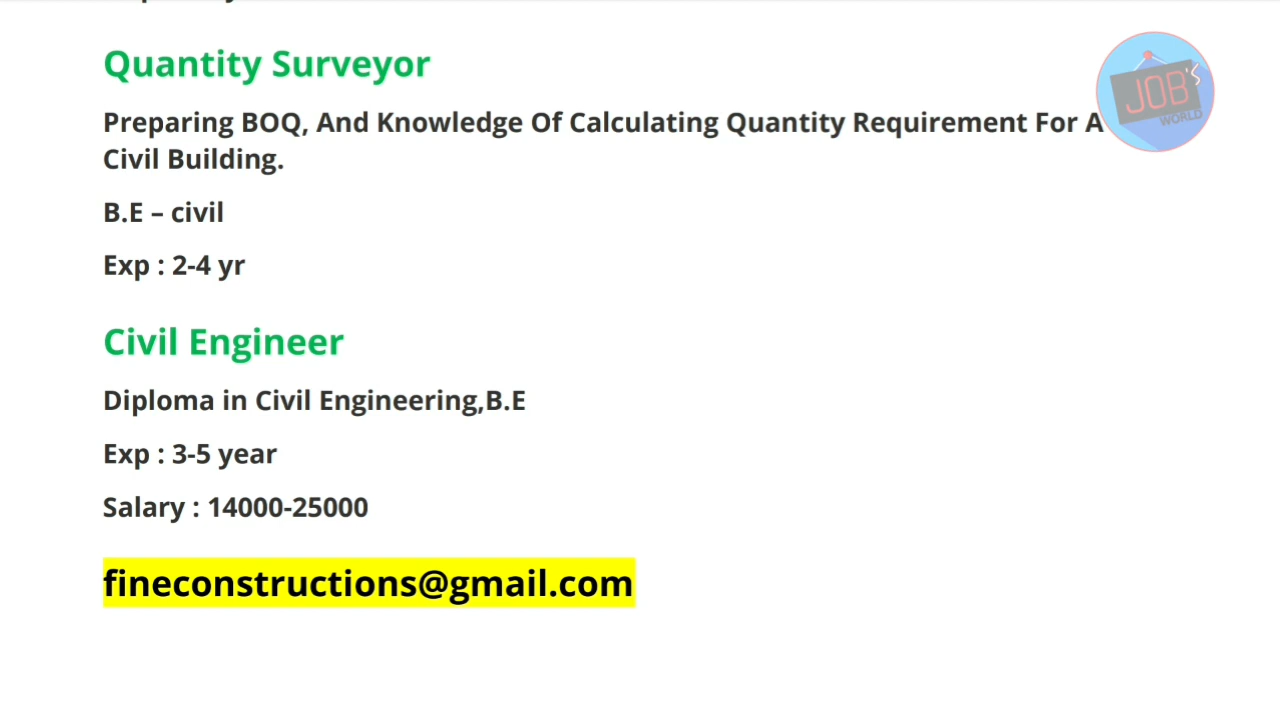 Quantity Surveyor
Preparing BOQ, And Knowledge Of Calculating Quantity Requirement For A
Civil Building.
B.E – civil
Exp : 2-4 yr
Civil Engineer
Diploma in Civil Engineering,B.E
Exp : 3-5 year
Salary : 14000-25000
fineconstructions@gmail.com
JOB'S
WORLD